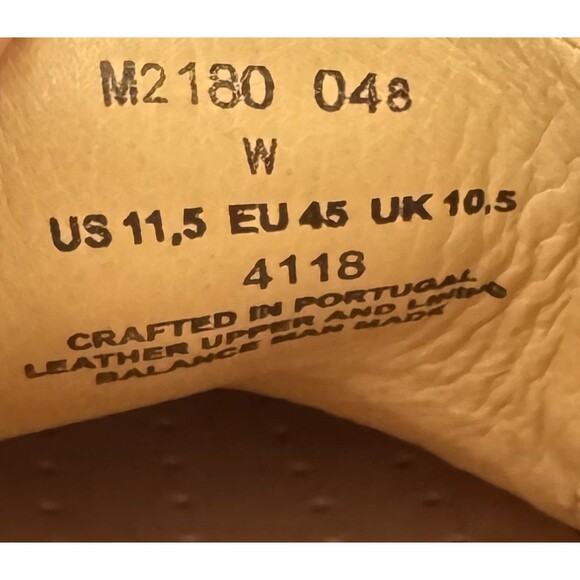 M2180 048
W
US 11,5 EU 45 UK 10,5
4118
CRAFTED IN PORTUGAL
LEATHER UPPER AND LINING
BALANCE MAN MADE